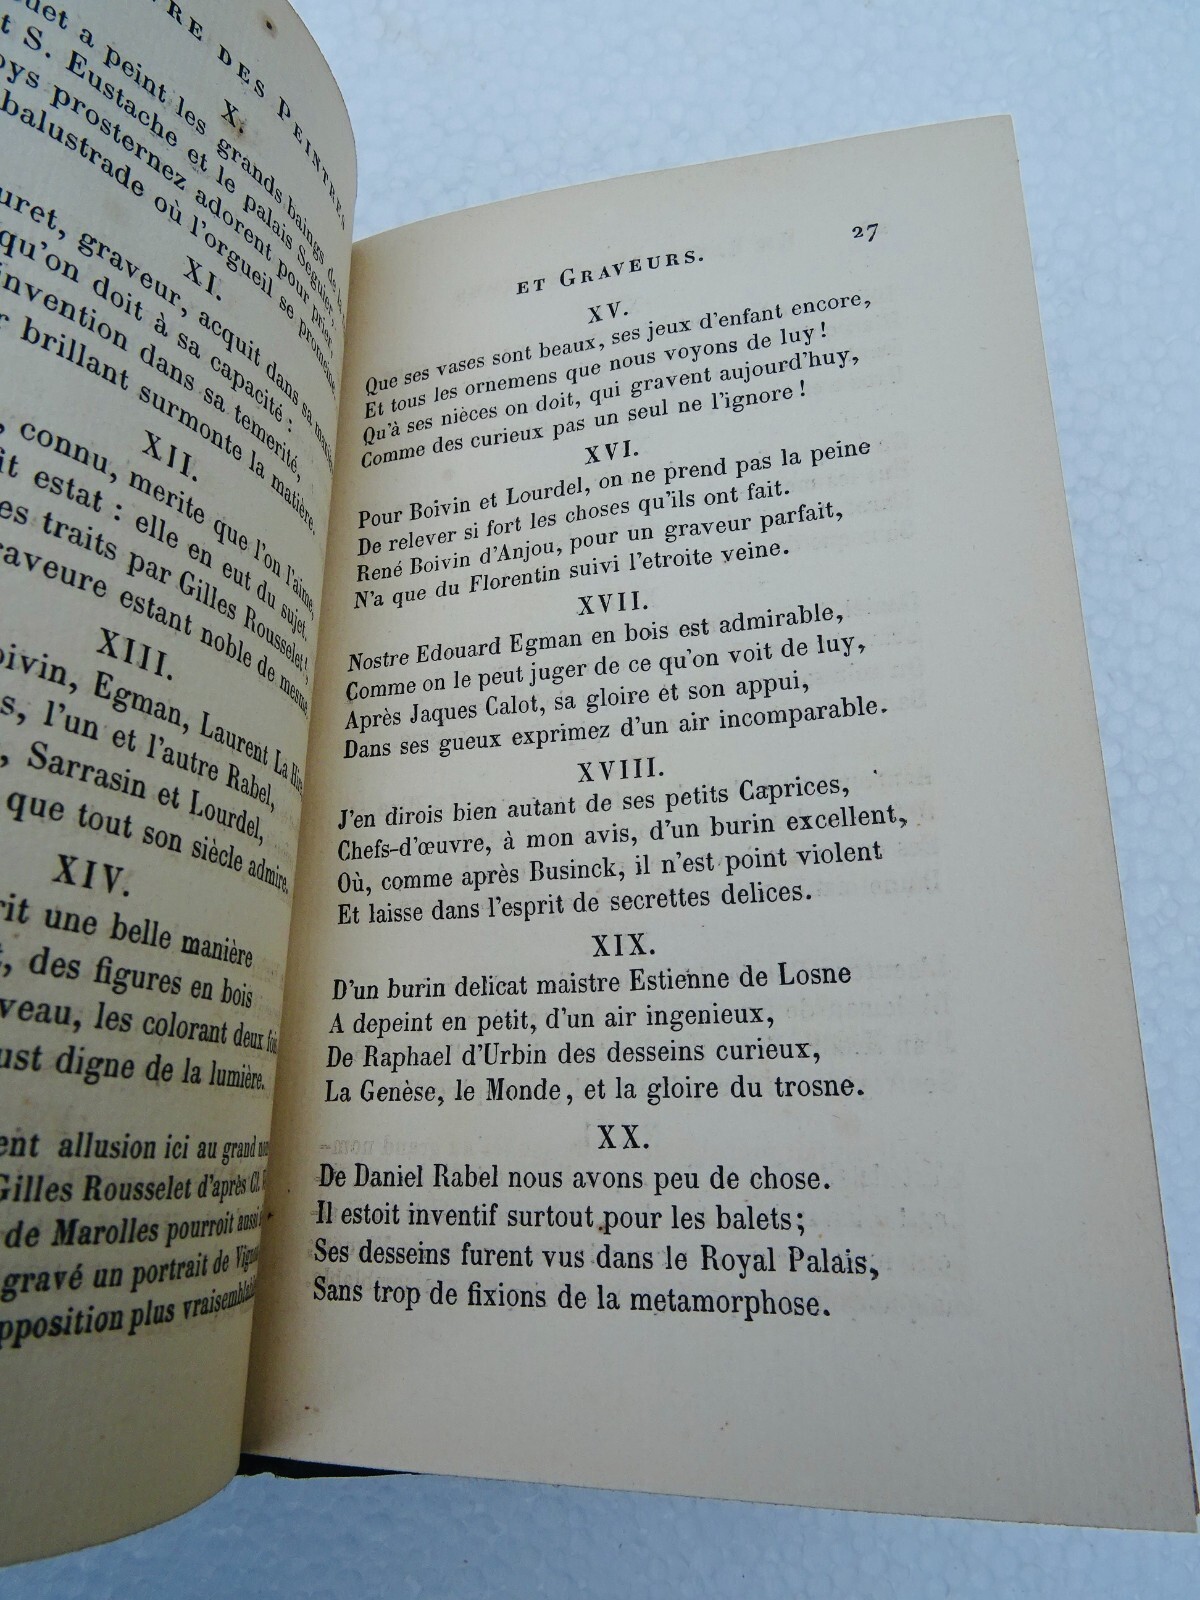 RE DES PEINTRES
X.
uet a peint les grands baings de la
t S. Eustache et le palais Seguier,
oys prosternez adorent pour prier,
balustrade où l'orgueil se promeine.
XI.
uret, graveur, acquit dans sa manière
qu'on doit à sa capacité :
invention dans sa temerité,
r brillant surmonte la matière.
XII.
, connu, merite que l'on l'aime,
it estat : elle en eut du sujet.
es traits par Gilles Rousselet!,
raveure estant noble de mesme.
XIII.
oivin, Egman, Laurent La Hire,
s, l'un et l'autre Rabel,
, Sarrasin et Lourdel,
que tout son siècle admire.
XIV.
rit une belle manière
t, des figures en bois
veau, les colorant deux fois
ust digne de la lumière.
ent allusion ici au grand nom
Gilles Rousselet d'après Cl.
de Marolles pourroit aussi
gravé un portrait de
pposition plus vraisemblable
27
ET GRAVEURS.
XV.
Que ses vases sont beaux, ses jeux d'enfant encore,
Et tous les ornemens que nous voyons de luy!
Qu'à ses nièces on doit, qui gravent aujourd'huy,
Comme des curieux pas un seul ne l'ignore!
XVI.
Pour Boivin et Lourdel, on ne prend pas la peine
De relever si fort les choses qu'ils ont fait.
René Boivin d'Anjou, pour un graveur parfait,
N'a que du Florentin suivi l'etroite veine.
XVII.
Nostre Edouard Egman en bois est admirable,
Comme on le peut juger de ce qu'on voit de luy,
Après Jaques Calot, sa gloire et son appui,
Dans ses gueux exprimez d'un air incomparable.
XVIII.
J'en dirois bien autant de ses petits Caprices,
Chefs-d'œuvre, à mon avis, d'un burin excellent,
Où, comme après Businck, il n'est point violent
Et laisse dans l'esprit de secrettes delices.
XIX.
D'un burin delicat maistre Estienne de Losne
A depeint en petit, d'un air ingenieux,
De Raphael d'Urbin des desseins curieux,
La Genèse, le Monde, et la gloire du trosne.
XX.
De Daniel Rabel nous avons peu de chose.
Il estoit inventif surtout pour les balets;
Ses desseins furent vus dans le Royal Palais,
Sans trop de fixions de la metamorphose.